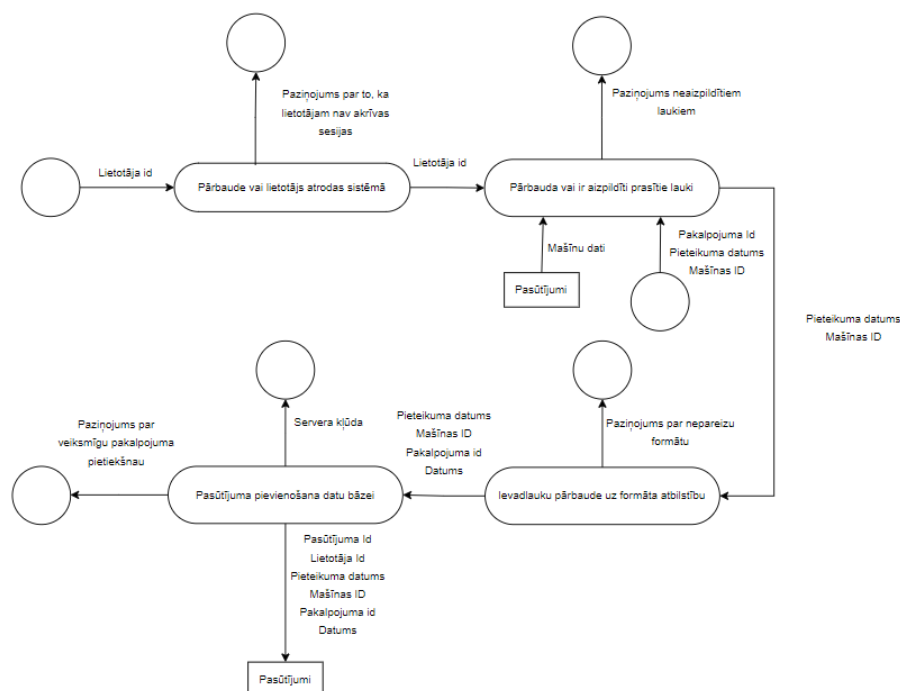 Paziņojums par to, ka
lietotājam nav akrīvas
sesijas
Paziņojums neaizpildītiem
laukiem
Lietotāja id
Pārbaude vai lietotājs atrodas sistēmā
Lietotāja id
Pārbauda vai ir aizpildīti prasītie lauki
Mašīnu dati
Pakalpojuma Id
Pieteikuma datums
Mašīnas ID
Pasūtījumi
Pieteikuma datums
Mašīnas ID
Paziņojums par
veiksmīgu pakalpojuma
pietiekšnau
Servera kļūda
Pieteikuma datums
Mašīnas ID
Pakalpojuma id
Datums
Paziņojums par nepareizu
formātu
Pasūtījuma pievienošana datu bāzei
Ievadlauku pārbaude uz formāta atbilstību
Pasūtījuma Id
Lietotāja Id
Pieteikuma datums
Mašīnas ID
Pakalpojuma id
Datums
Pasūtījumi